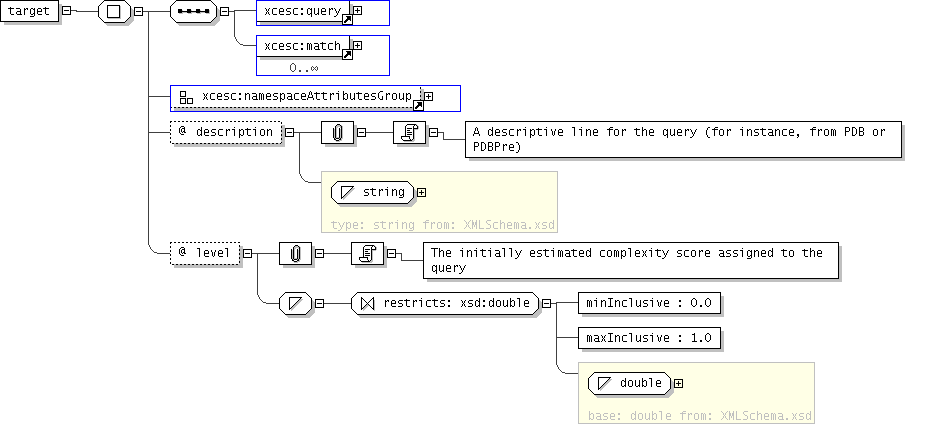 target
xcesc:query
xcesc:match
0..∞
xcesc:namespaceAttributesGroup
@ description
A descriptive line for the query (for instance, from PDB or
PDBPre)
string
type: string from: XMLSchema.xsd
@ level
The initially estimated complexity score assigned to the
query
restricts: xsd:double
minInclusive : 0.0
maxInclusive : 1.0
double
base: double from: XMLSchema.xsd